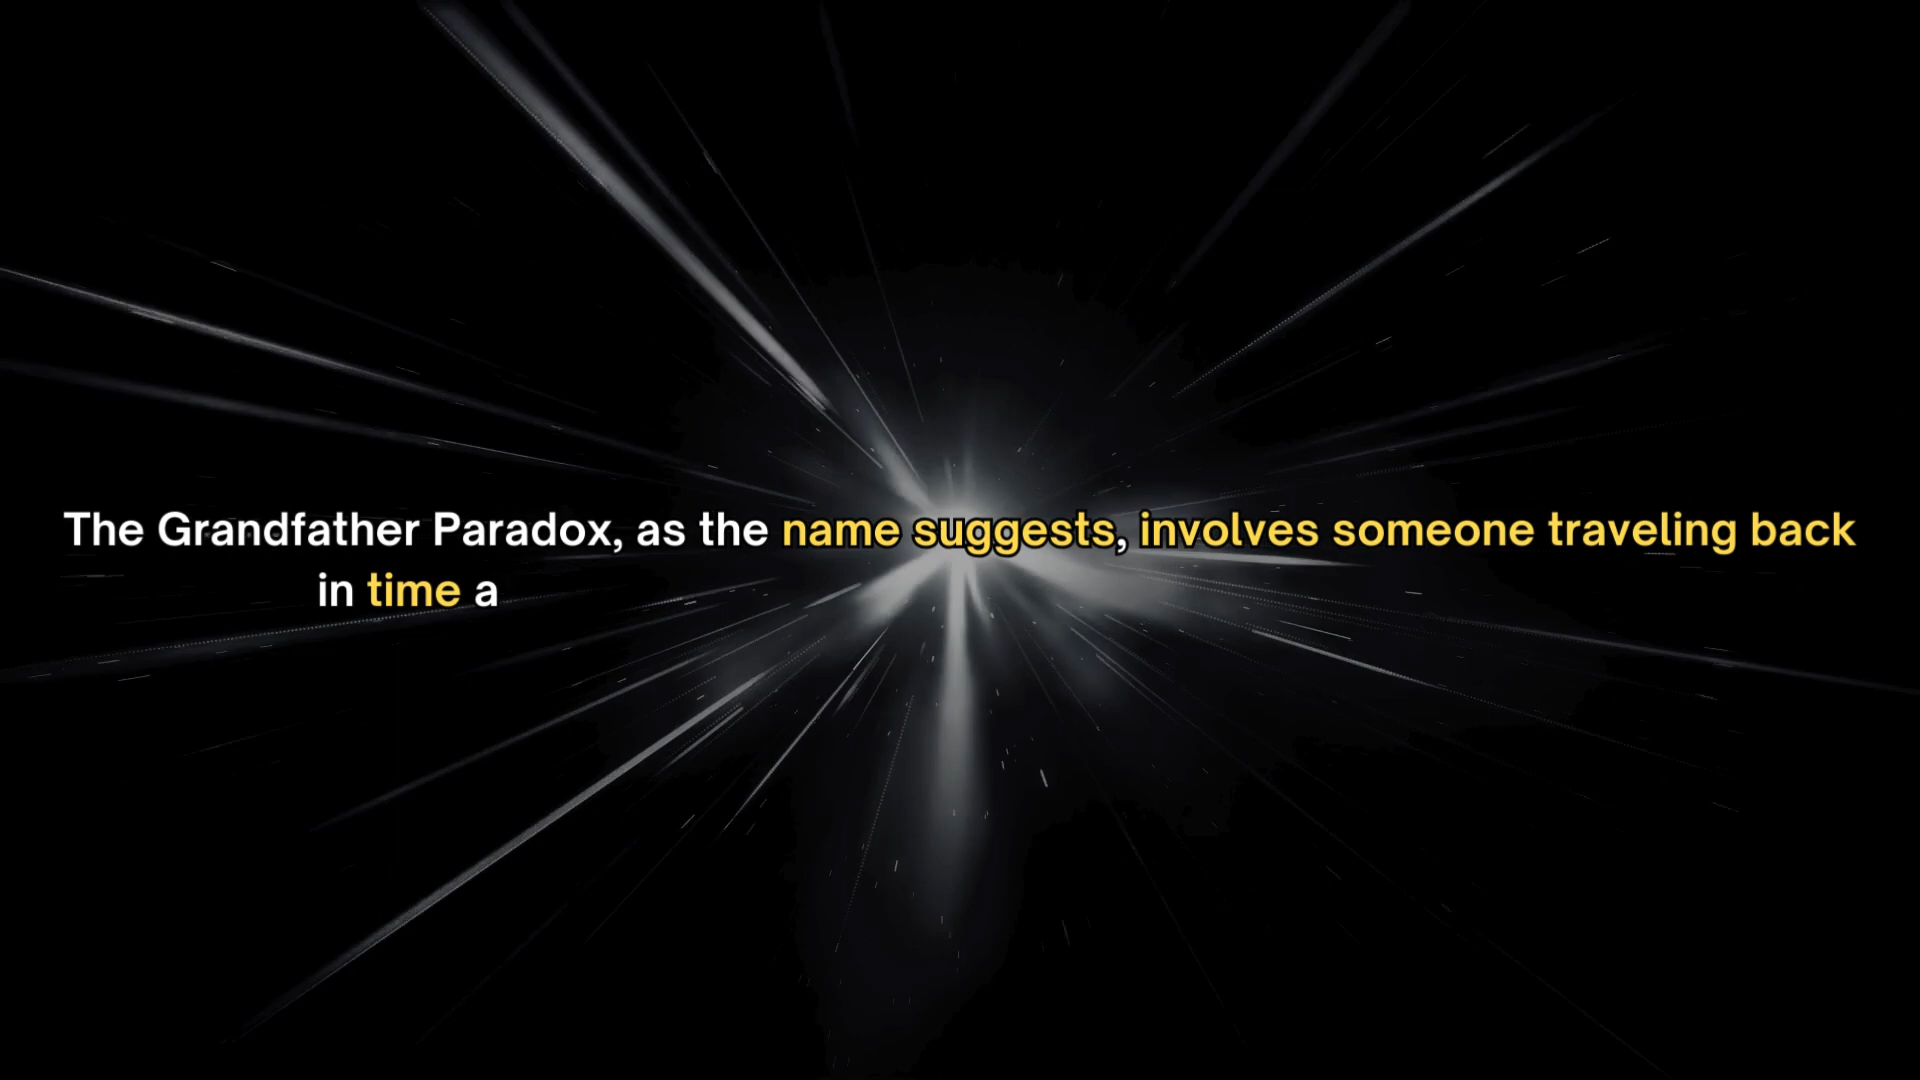 The Grandfather Paradox, as the name suggests, involves someone traveling back
in time a